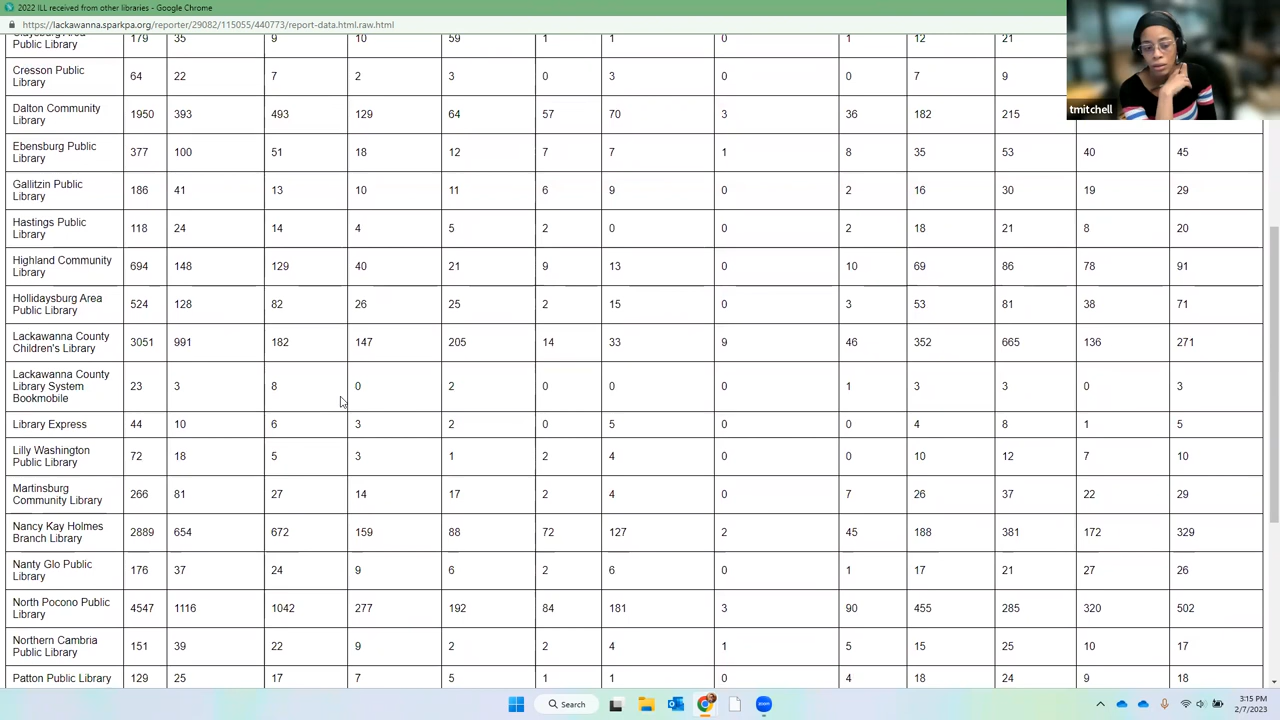 2022 ILL received from other libraries - Google Chrome
https://lackawanna.sparkpa.org/reporter/29082/115055/440773/report-data.html.raw.html
Claysburg Area
Public Library 179 35 9 10 59 1 1 0 1 12 21
Cresson Public
Library 64 22 7 2 3 0 3 0 0 7 9
Dalton Community
Library 1950 393 493 123 64 57 70 3 36 182 215
Ebensburg Public
Library 377 100 51 18 12 7 7 1 8 35 53 40 45
Gallitzin Public
Library 186 41 13 10 11 6 9 0 2 16 30 19 29
Hastings Public
Library 118 24 14 4 5 2 0 0 2 18 21 8 20
Highland Community
Library 694 148 129 40 21 9 13 0 10 69 86 78 91
Hollidaysburg Area
Public Library 524 128 82 26 25 2 15 0 3 53 81 38 71
Lackawanna County
Children's Library 3051 991 182 147 205 14 33 9 46 352 665 136 271
Lackawanna County
Library System
Bookmobile 23 3 8 0 2 0 0 0 1 3 3 0 3
Library Express 44 10 6 3 2 0 5 0 0 4 8 1 5
Lilly Washington
Public Library 72 18 5 3 1 2 4 0 0 10 12 7 10
Martinsburg
Community Library 266 81 27 14 17 2 4 0 7 26 37 22 29
Nancy Kay Holmes
Branch Library 2889 654 672 159 88 72 127 2 45 188 381 172 329
Nanty Glo Public
Library 176 37 24 9 6 2 6 0 1 17 21 27 26
North Pocono Public
Library 4547 1116 1042 277 192 84 181 3 90 455 285 320 502
Northern Cambria
Public Library 151 39 22 9 2 2 4 1 5 15 25 10 17
Patton Public Library 129 25 17 7 5 1 1 0 4 18 24 9 18
tmitchell
Search
zoom
3:15 PM
2/7/2023